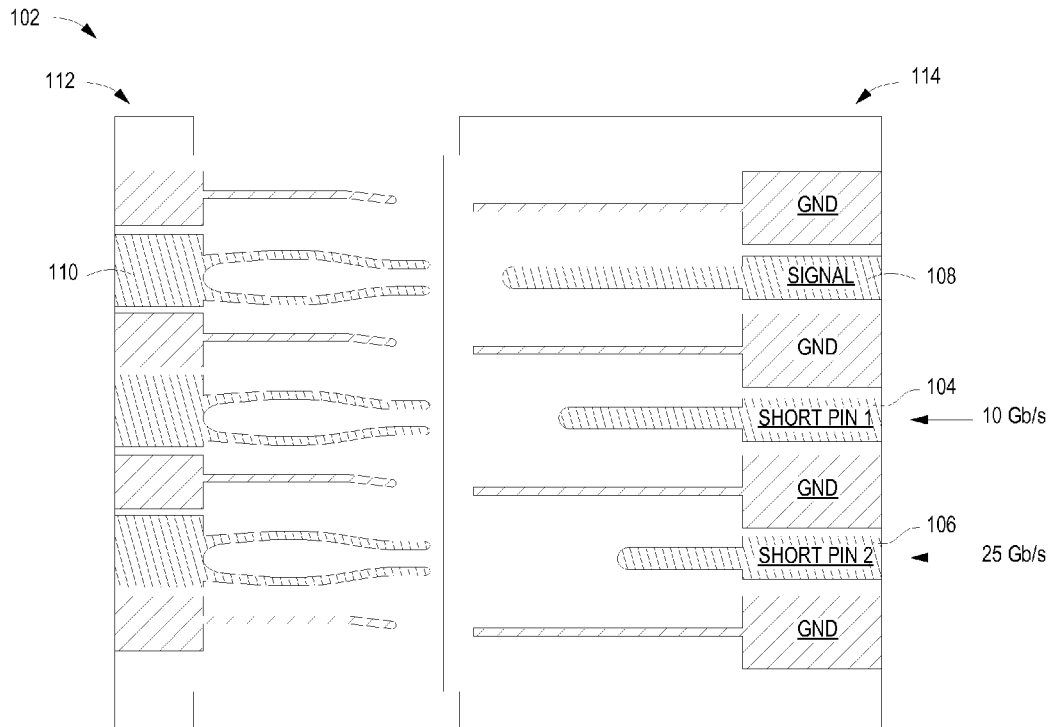 102
112
114
GND
110
SIGNAL
108
GND
104
SHORT PIN 1
10 Gb/s
GND
106
SHORT PIN 2
25 Gb/s
GND